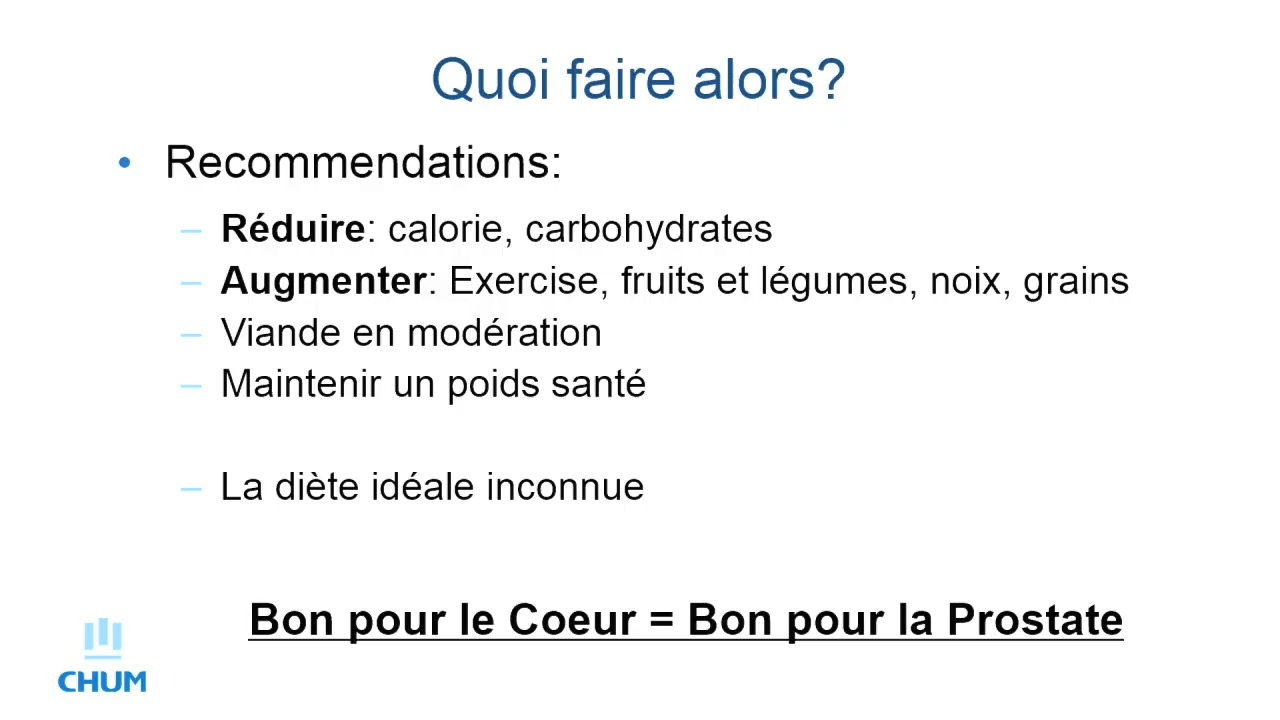 Quoi faire alors?
• Recommendations:
– Réduire: calorie, carbohydrates
– Augmenter: Exercise, fruits et légumes, noix, grains
– Viande en modération
– Maintenir un poids santé
– La diète idéale inconnue
Bon pour le Coeur = Bon pour la Prostate
CHUM